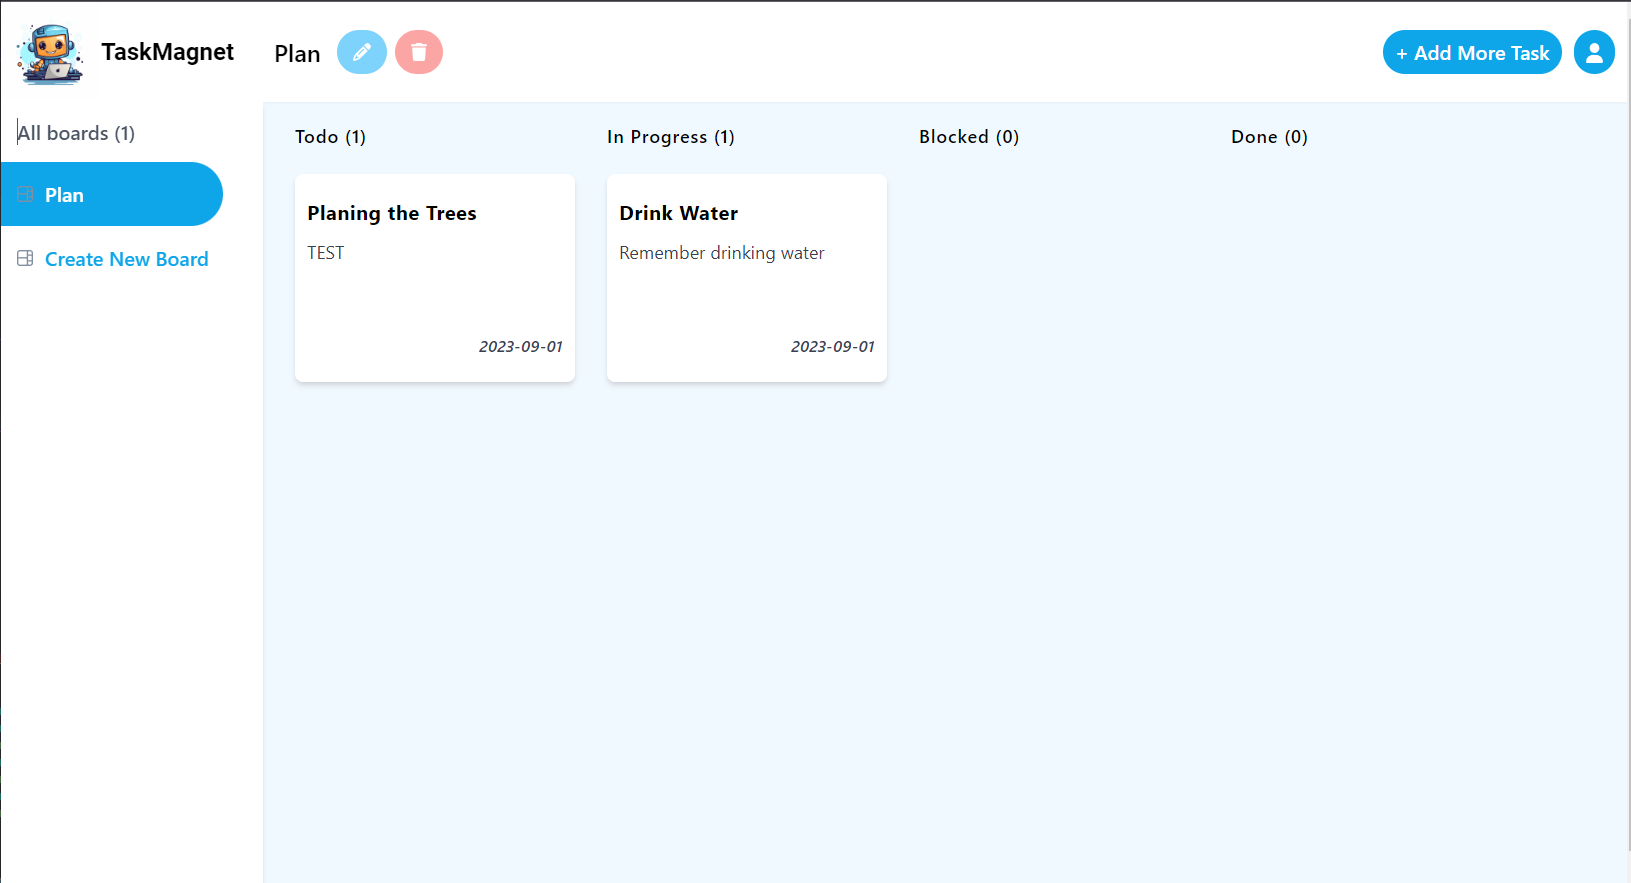 TaskMagnet
Plan
+ Add More Task
All boards (1)
Plan
Create New Board
Todo (1)
Planing the Trees
TEST
2023-09-01
In Progress (1)
Drink Water
Remember drinking water
2023-09-01
Blocked (0)
Done (0)